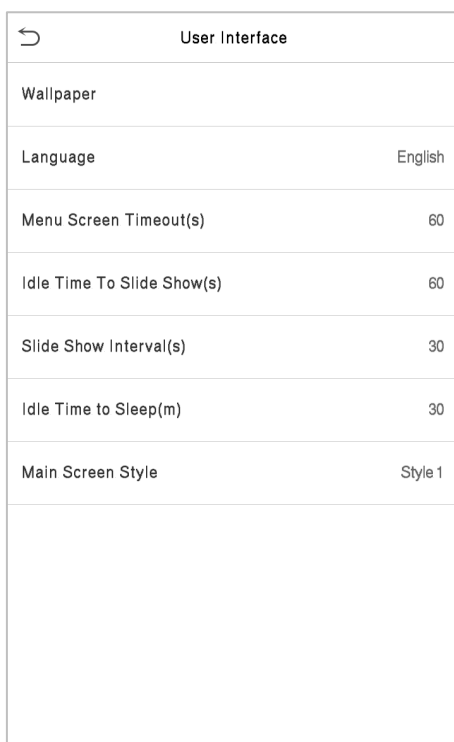 User Interface
Wallpaper
Language English
Menu Screen Timeout(s) 60
Idle Time To Slide Show(s) 60
Slide Show Interval(s) 30
Idle Time to Sleep(m) 30
Main Screen Style Style 1